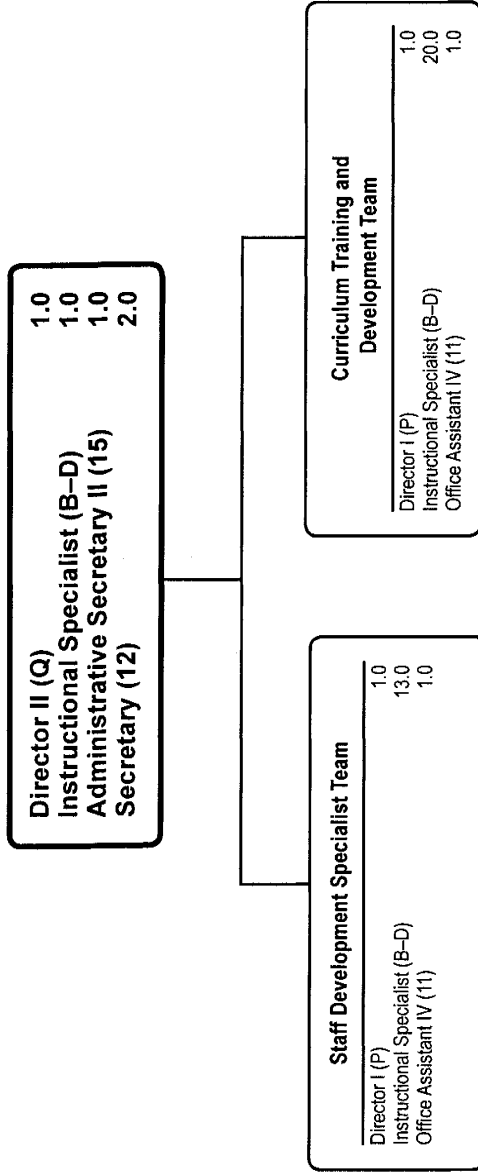 Director II (Q) 1.0
Instructional Specialist (B–D) 1.0
Administrative Secretary II (15) 1.0
Secretary (12) 2.0
Staff Development Specialist Team
Director I (P) 1.0
Instructional Specialist (B–D) 13.0
Office Assistant IV (11) 1.0
Curriculum Training and
Development Team
Director I (P) 1.0
Instructional Specialist (B–D) 20.0
Office Assistant IV (11) 1.0